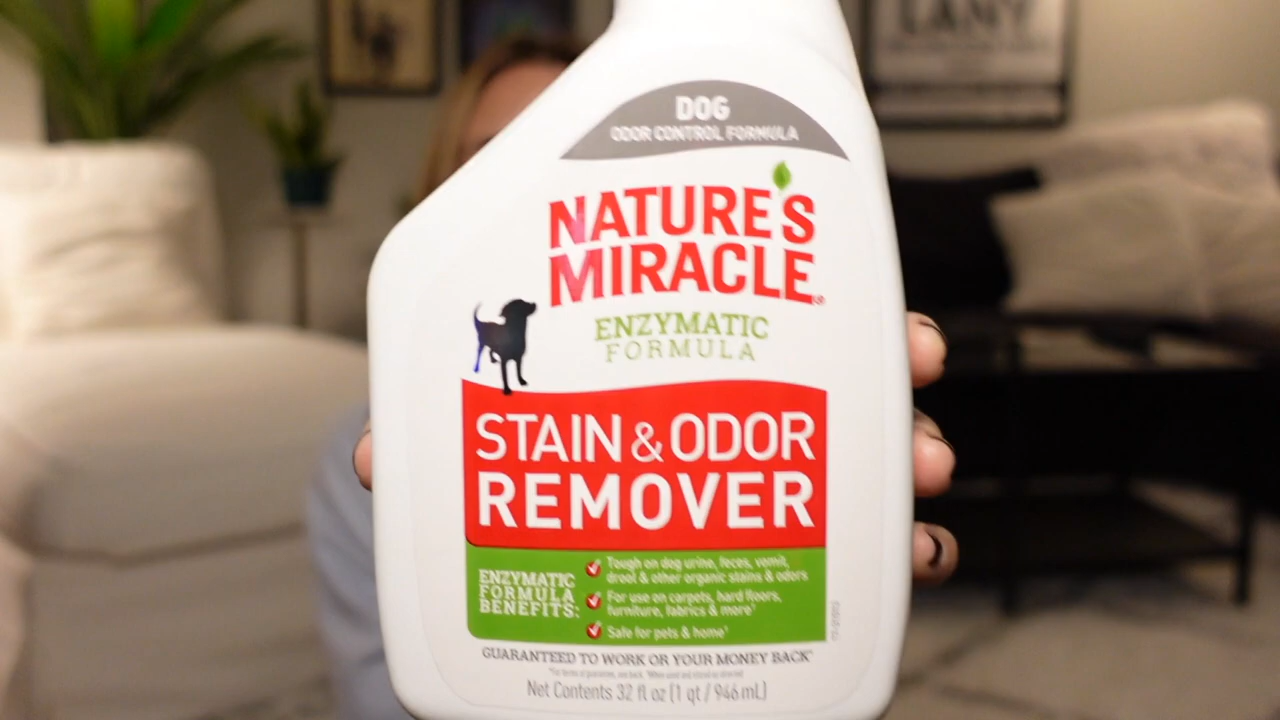 LANY
DOG
ODOR CONTROL FORMULA
NATURE'S
MIRACLE®
ENZYMATIC
FORMULA
STAIN & ODOR
REMOVER
ENZYMATIC
FORMULA
BENEFITS:
Tough on dog urine, feces, vomit,
drool & other organic stains & odors
For use on carpets, hard floors,
furniture, fabrics & more†
Safe for pets & home*
GUARANTEED TO WORK OR YOUR MONEY BACK^
Net Contents 32 fl oz (1 qt / 946 mL)